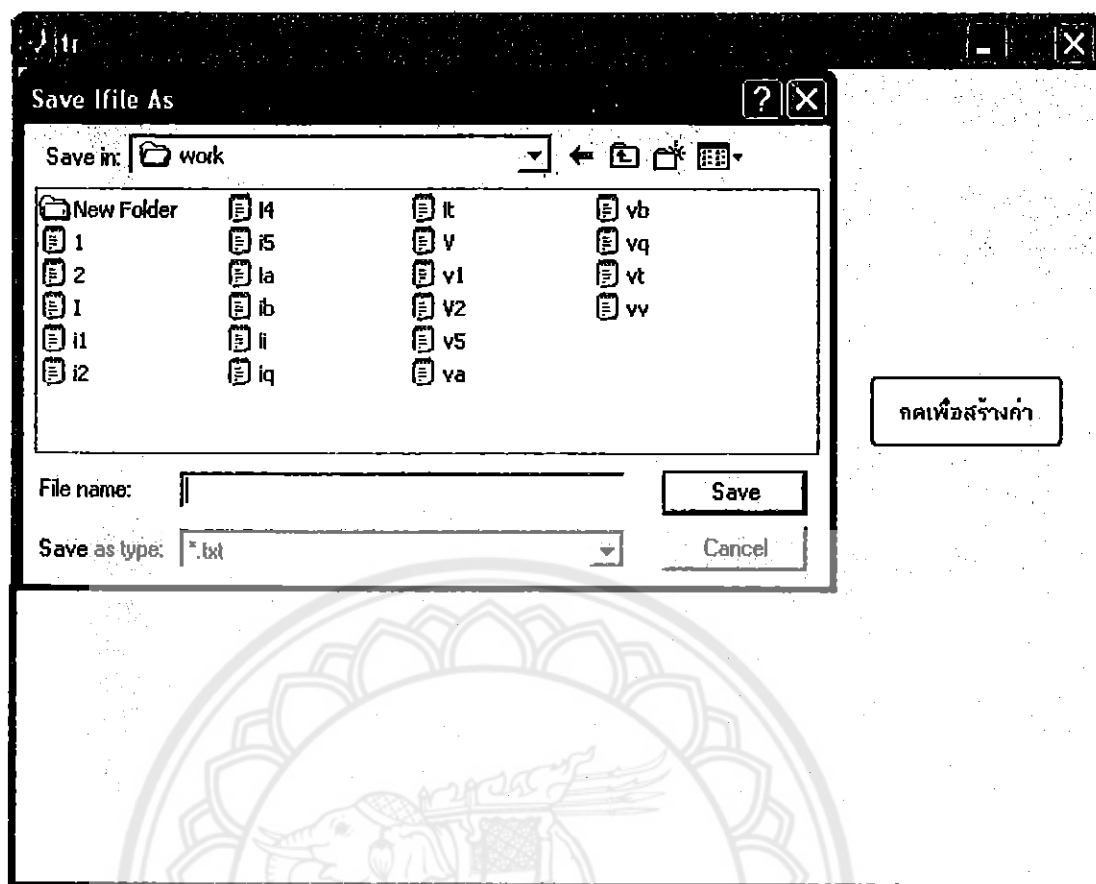 tr
Save Ifile As
Save in: work
New Folder I4 It vb
1 i5 V vq
2 Ia v1 vt
I ib V2 vv
i1 Ii v5
i2 iq va
กดเพื่อสร้างค่า
File name: Save
Save as type: *.txt Cancel